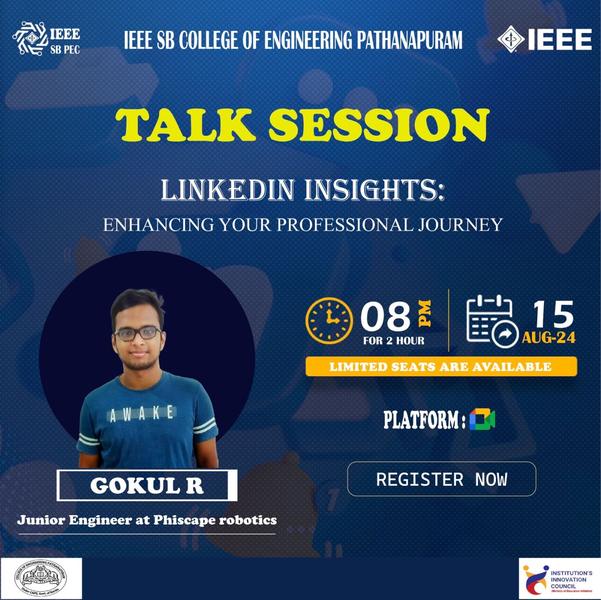 IEEE
SB PEC
IEEE SB COLLEGE OF ENGINEERING PATHANAPURAM
IEEE
TALK SESSION
LINKEDIN INSIGHTS:
ENHANCING YOUR PROFESSIONAL JOURNEY
08 PM
FOR 2 HOUR
15
AUG-24
LIMITED SEATS ARE AVAILABLE
AWAKE
PLATFORM :
GOKUL R
REGISTER NOW
Junior Engineer at Phiscape robotics
INSTITUTION'S
INNOVATION
COUNCIL